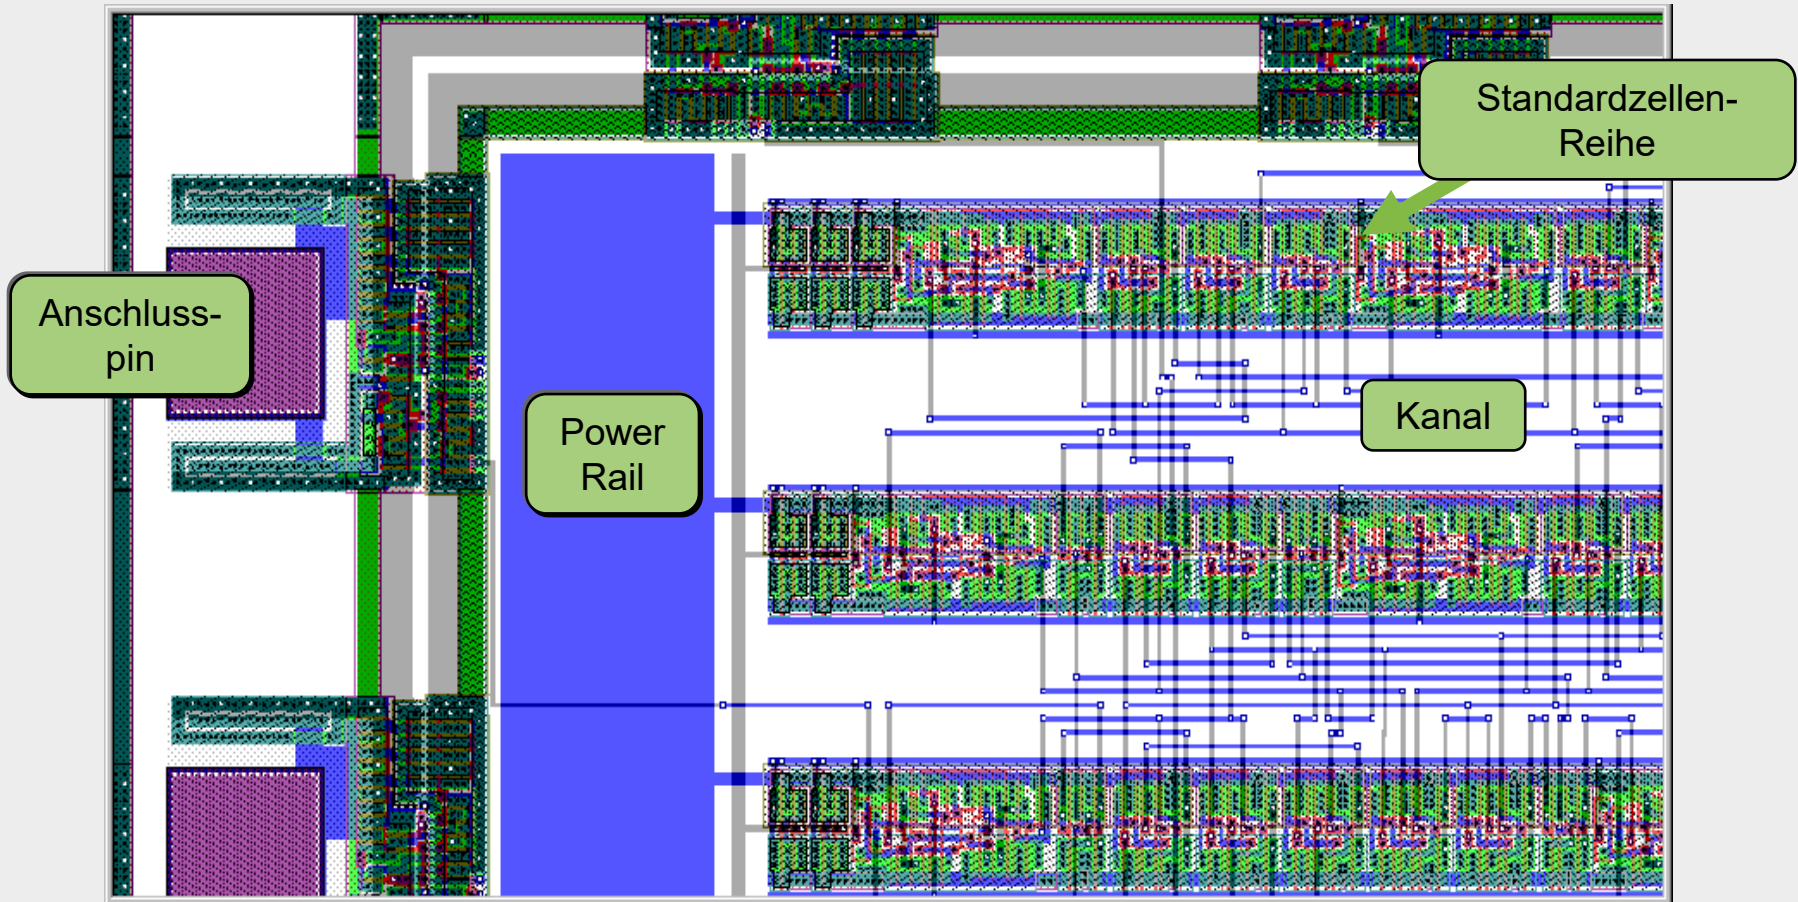 Standardzellen-
Reihe
Anschluss-
pin
Power
Rail
Kanal